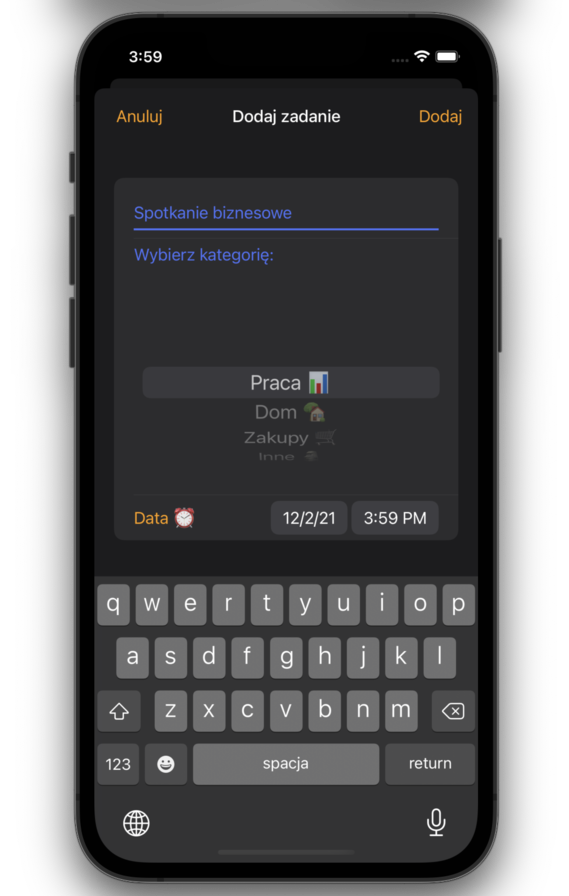 3:59
Anuluj Dodaj zadanie Dodaj
Spotkanie biznesowe
Wybierz kategorię:
Praca 📊
Dom 🏡
Zakupy 🛒
Inne
Data ⏰ 12/2/21 3:59 PM
q w e r t y u i o p
a s d f g h j k l
z x c v b n m
123 spacja return